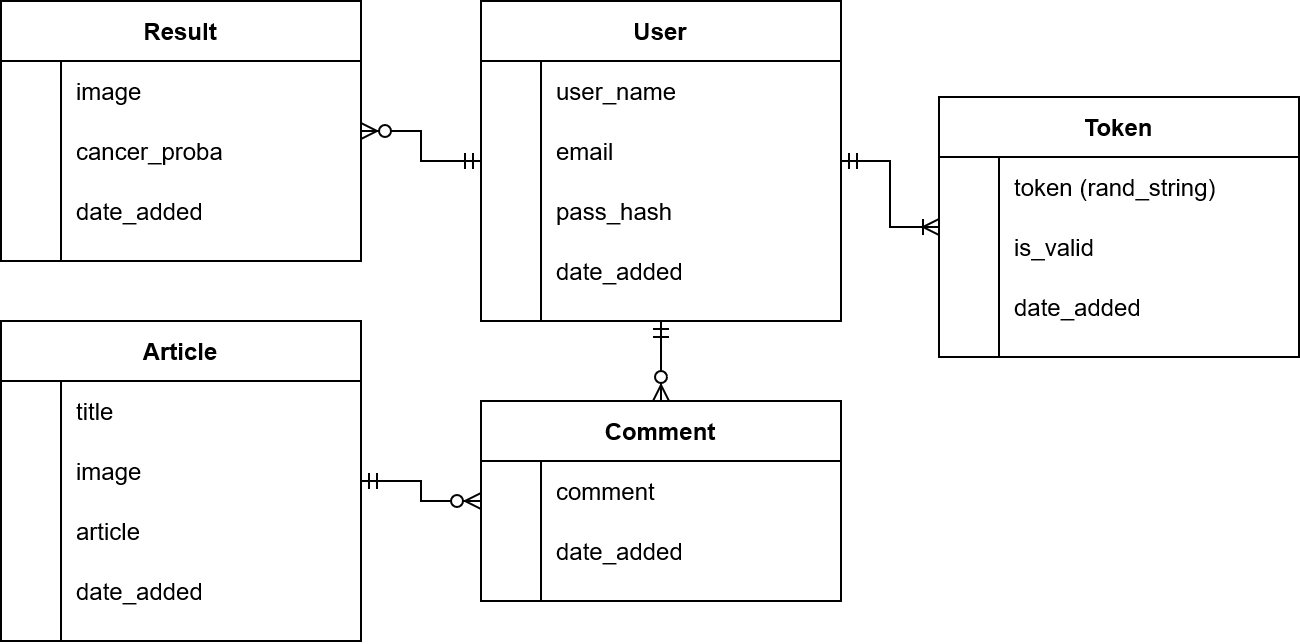 Result
image
cancer_proba
date_added
User
user_name
email
pass_hash
date_added
Token
token (rand_string)
is_valid
date_added
Article
title
image
article
date_added
Comment
comment
date_added